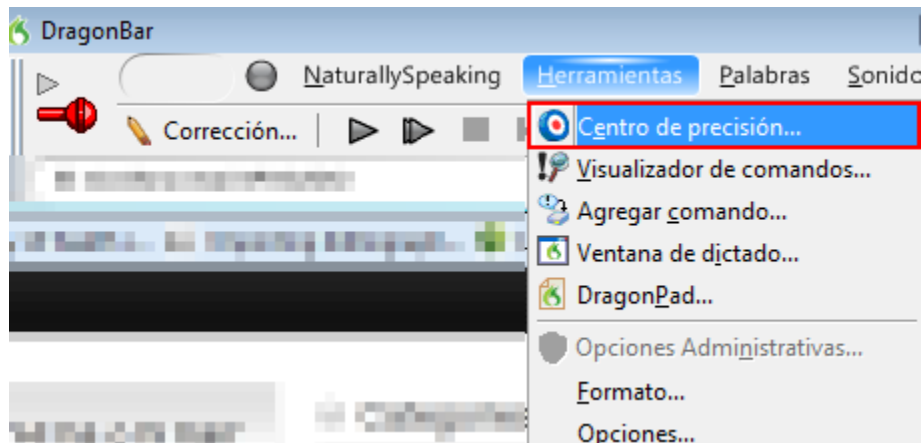 DragonBar
NaturallySpeaking Herramientas Palabras Sonido
Corrección...
Centro de precisión...
Visualizador de comandos...
Agregar comando...
Ventana de dictado...
DragonPad...
Opciones Administrativas...
Formato...
Opciones...